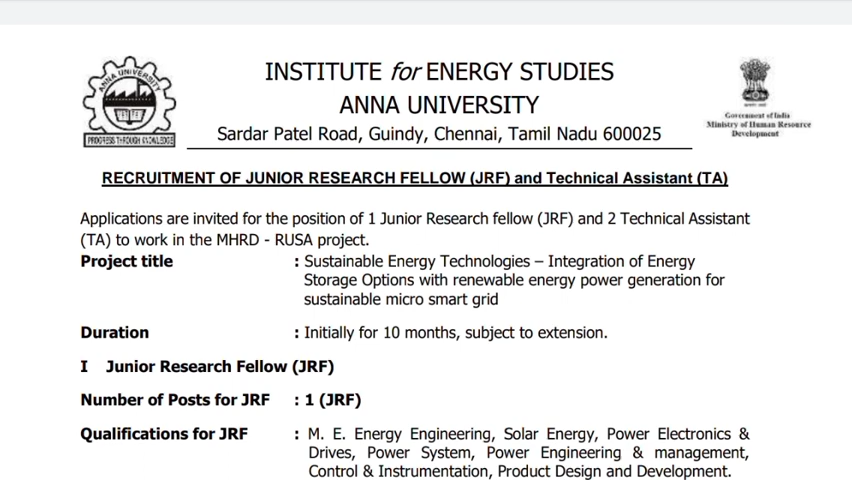 INSTITUTE for ENERGY STUDIES
ANNA UNIVERSITY
Sardar Patel Road, Guindy, Chennai, Tamil Nadu 600025
ANNA UNIVERSITY
PROGRESS THROUGH KNOWLEDGE
Government of India
Ministry of Human Resource
Development
RECRUITMENT OF JUNIOR RESEARCH FELLOW (JRF) and Technical Assistant (TA)
Applications are invited for the position of 1 Junior Research fellow (JRF) and 2 Technical Assistant
(TA) to work in the MHRD - RUSA project.
Project title : Sustainable Energy Technologies – Integration of Energy
Storage Options with renewable energy power generation for
sustainable micro smart grid
Duration : Initially for 10 months, subject to extension.
I Junior Research Fellow (JRF)
Number of Posts for JRF : 1 (JRF)
Qualifications for JRF : M. E. Energy Engineering, Solar Energy, Power Electronics &
Drives, Power System, Power Engineering & management,
Control & Instrumentation, Product Design and Development.